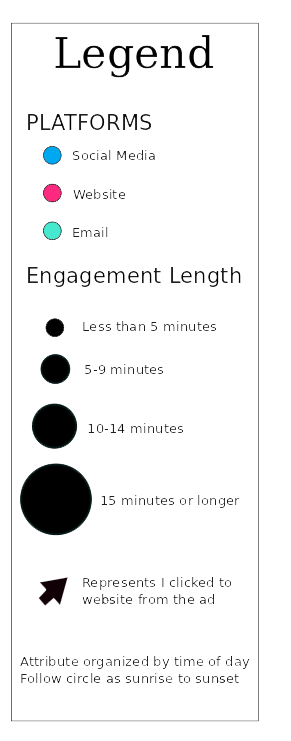 Legend
PLATFORMS
Social Media
Website
Email
Engagement Length
Less than 5 minutes
5-9 minutes
10-14 minutes
15 minutes or longer
Represents I clicked to
website from the ad
Attribute organized by time of day
Follow circle as sunrise to sunset